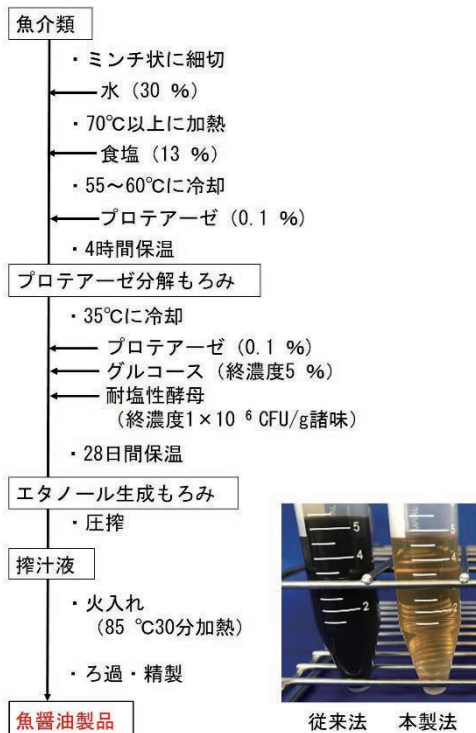 魚介類
・ミンチ状に細切
水（30 %）
・70℃以上に加熱
食塩（13 %）
・55～60℃に冷却
プロテアーゼ（0.1 %）
・4時間保温
プロテアーゼ分解もろみ
・35℃に冷却
プロテアーゼ（0.1 %）
グルコース（終濃度5 %）
耐塩性酵母
（終濃度1×10 6 CFU/g諸味）
・28日間保温
エタノール生成もろみ
・圧搾
搾汁液
・火入れ
（85 ℃30分加熱）
・ろ過・精製
魚醤油製品
5
4
2
5
4
2
従来法 本製法